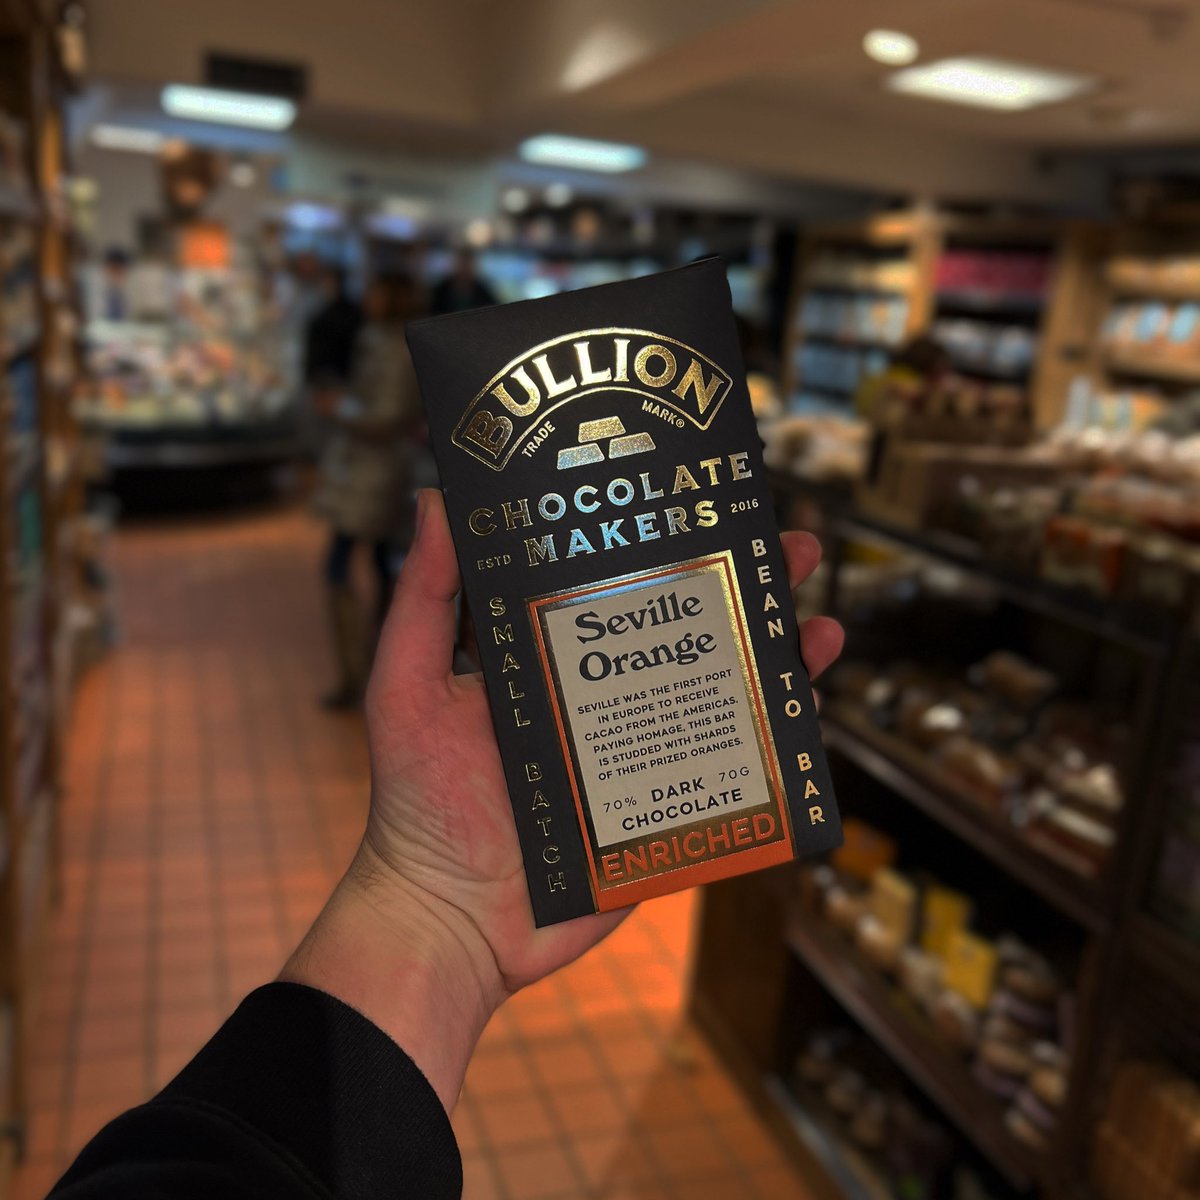 BULLION
TRADE MARK®
CHOCOLATE
ESTD MAKERS 2016
SMALL BATCH
BEAN TO BAR
Seville
Orange
SEVILLE WAS THE FIRST PORT
IN EUROPE TO RECEIVE
CACAO FROM THE AMERICAS.
PAYING HOMAGE, THIS BAR
IS STUDDED WITH SHARDS
OF THEIR PRIZED ORANGES.
70% DARK 70G
CHOCOLATE
ENRICHED